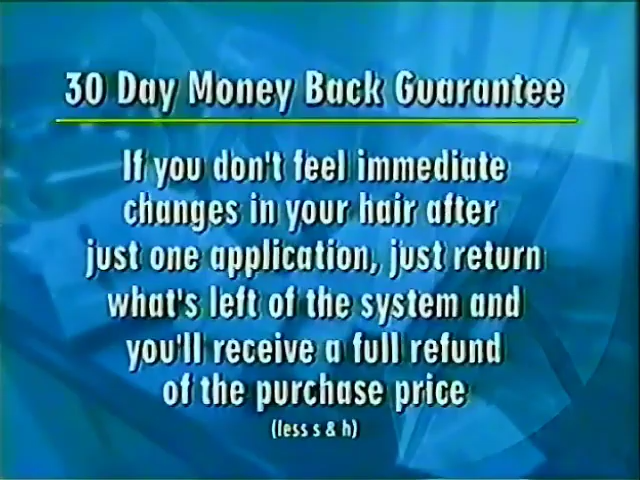 30 Day Money Back Guarantee
If you don't feel immediate
changes in your hair after
just one application, just return
what's left of the system and
you'll receive a full refund
of the purchase price
(less s & h)